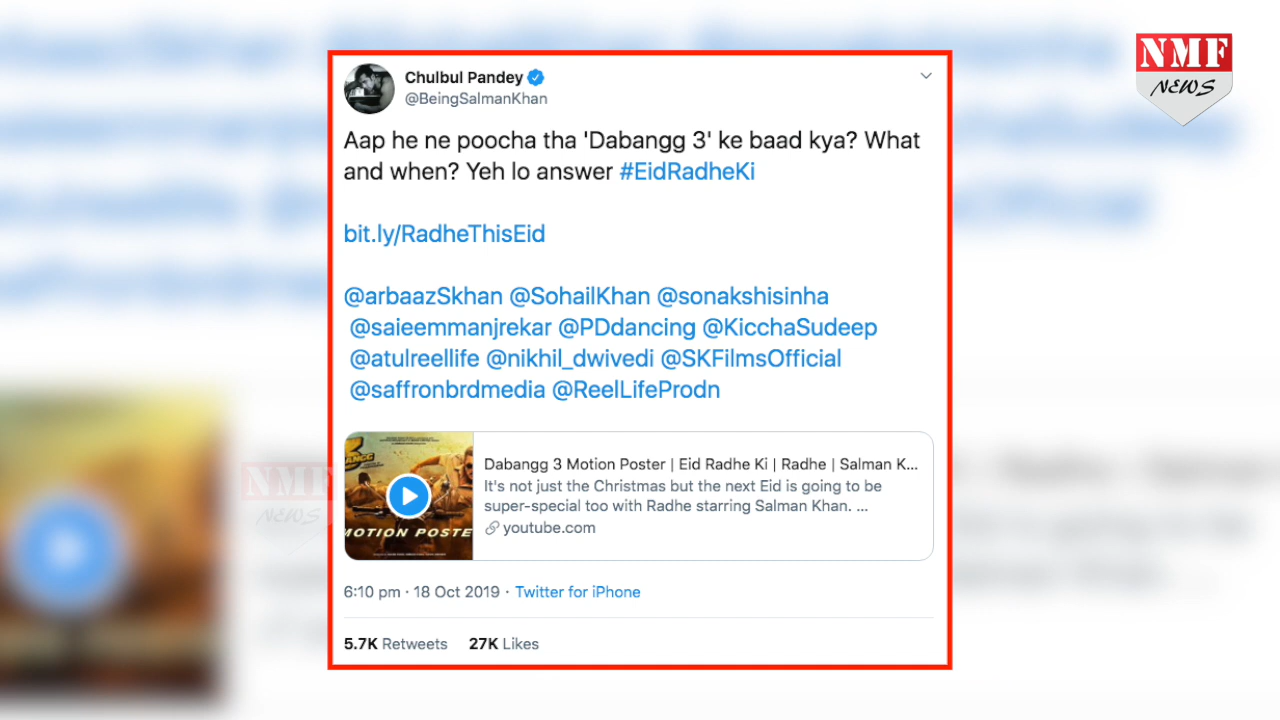 NMF
NEWS
Chulbul Pandey
@BeingSalmanKhan
Aap he ne poocha tha 'Dabangg 3' ke baad kya? What
and when? Yeh lo answer #EidRadheKi
bit.ly/RadheThisEid
@arbaazSkhan @SohailKhan @sonakshisinha
@saieemmanjrekar @PDdancing @KicchaSudeep
@atulreellife @nikhil_dwivedi @SKFilmsOfficial
@saffronbrdmedia @ReelLifeProdn
MOTION POSTE
Dabangg 3 Motion Poster | Eid Radhe Ki | Radhe | Salman K...
It's not just the Christmas but the next Eid is going to be
super-special too with Radhe starring Salman Khan. ...
youtube.com
6:10 pm · 18 Oct 2019 · Twitter for iPhone
5.7K Retweets 27K Likes
NMF
NEWS